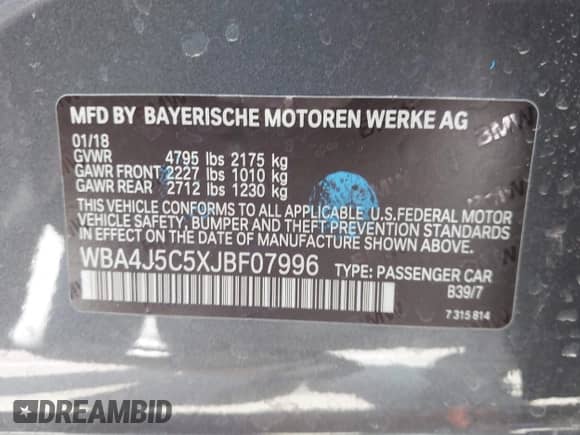 MFD BY BAYERISCHE MOTOREN WERKE AG
01/18
GVWR 4795 lbs 2175 kg
GAWR FRONT 2227 lbs 1010 kg
GAWR REAR 2712 lbs 1230 kg
THIS VEHICLE CONFORMS TO ALL APPLICABLE U.S.FEDERAL MOTOR
VEHICLE SAFETY, BUMPER AND THEFT PREVENTION STANDARDS
IN EFFECT ON THE DATE OF MANUFACTURE SHOWN ABOVE.
WBA4J5C5XJBF07996 TYPE: PASSENGER CAR
B39/7
7 315 814
BMW
DREAMBID